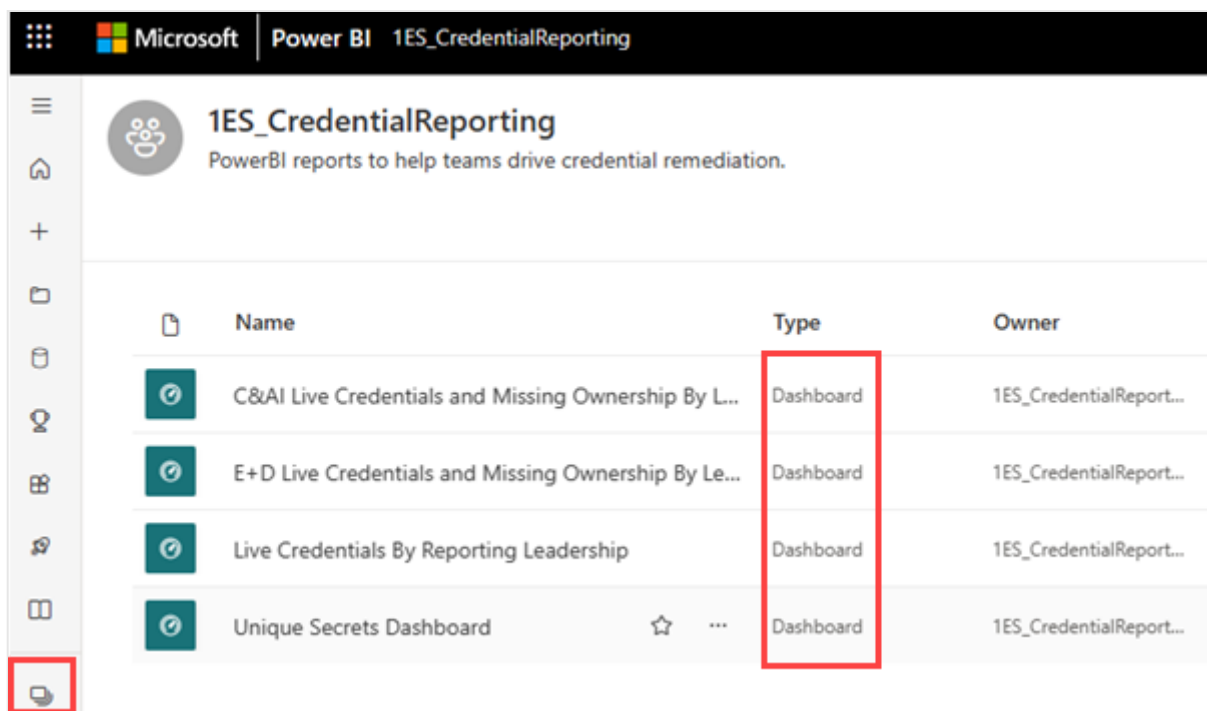 Microsoft Power BI 1ES_CredentialReporting
1ES_CredentialReporting
PowerBI reports to help teams drive credential remediation.
Name Type Owner
C&AI Live Credentials and Missing Ownership By L... Dashboard 1ES_CredentialReport...
E+D Live Credentials and Missing Ownership By Le... Dashboard 1ES_CredentialReport...
Live Credentials By Reporting Leadership Dashboard 1ES_CredentialReport...
Unique Secrets Dashboard ... Dashboard 1ES_CredentialReport...